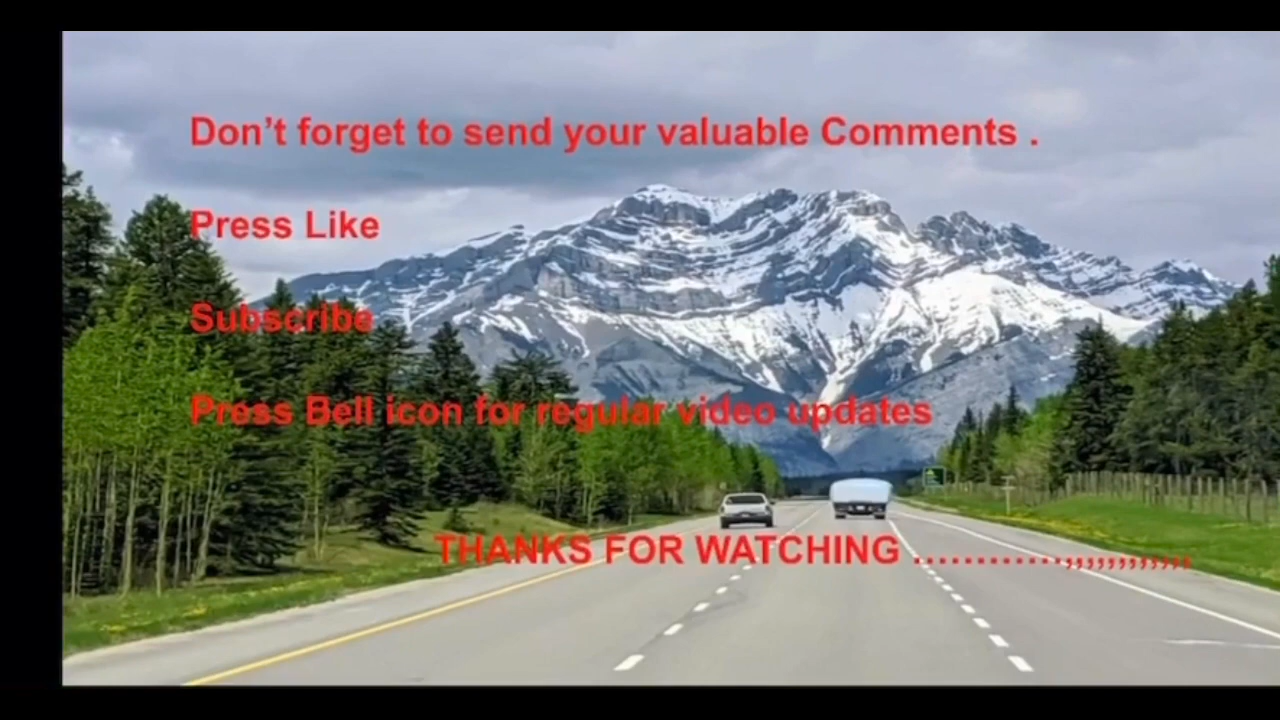 Don’t forget to send your valuable Comments .
Press Like
Subscribe
Press Bell icon for regular video updates
THANKS FOR WATCHING ............,,,,,,,,,,,,